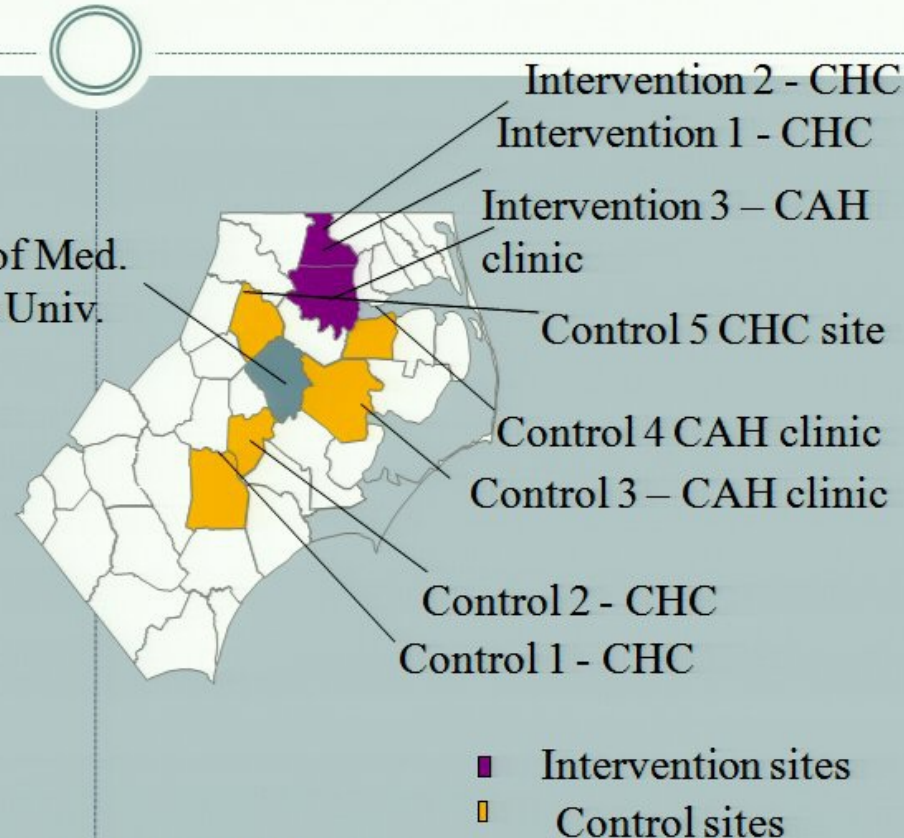 Intervention 2 - CHC
Intervention 1 - CHC
Intervention 3 – CAH
clinic
of Med.
Univ.
Control 5 CHC site
Control 4 CAH clinic
Control 3 – CAH clinic
Control 2 - CHC
Control 1 - CHC
Intervention sites
Control sites